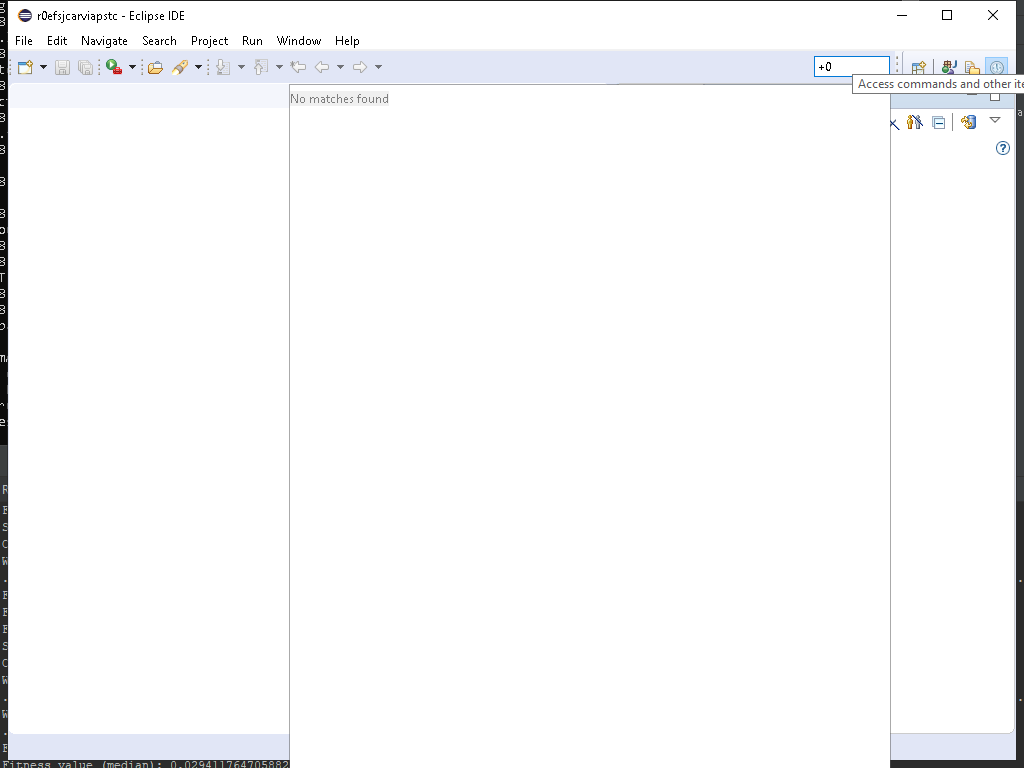 r0efsjcarviapstc - Eclipse IDE
File Edit Navigate Search Project Run Window Help
+0
Access commands and other ite
No matches found
Fitness value (median): 0.029411764705882